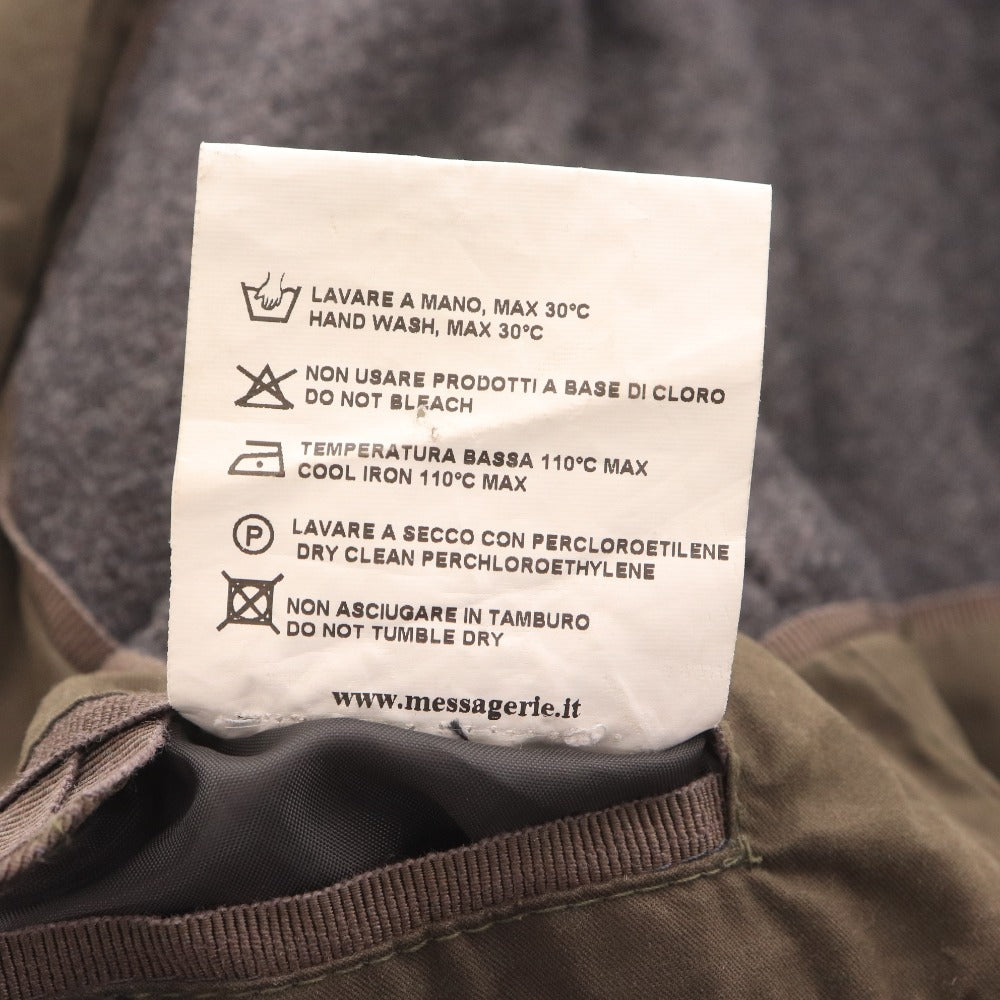 LAVARE A MANO, MAX 30°C
HAND WASH, MAX 30°C
NON USARE PRODOTTI A BASE DI CLORO
DO NOT BLEACH
TEMPERATURA BASSA 110°C MAX
COOL IRON 110°C MAX
P
LAVARE A SECCO CON PERCLOROETILENE
DRY CLEAN PERCHLOROETHYLENE
NON ASCIUGARE IN TAMBURO
DO NOT TUMBLE DRY
www.messagerie.it